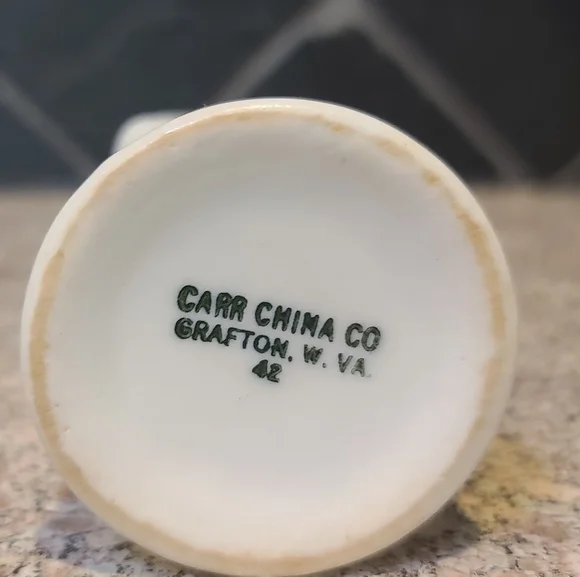 CARR CHINA CO
GRAFTON. W. VA.
42